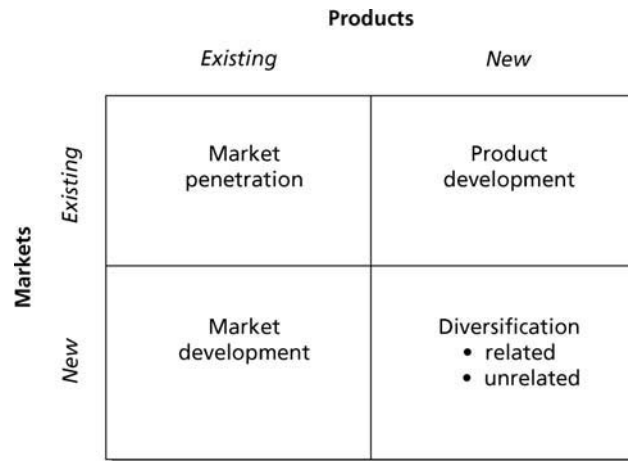 Products
Existing
New
Markets
Existing
Market
penetration
Product
development
New
Market
development
Diversification
• related
• unrelated